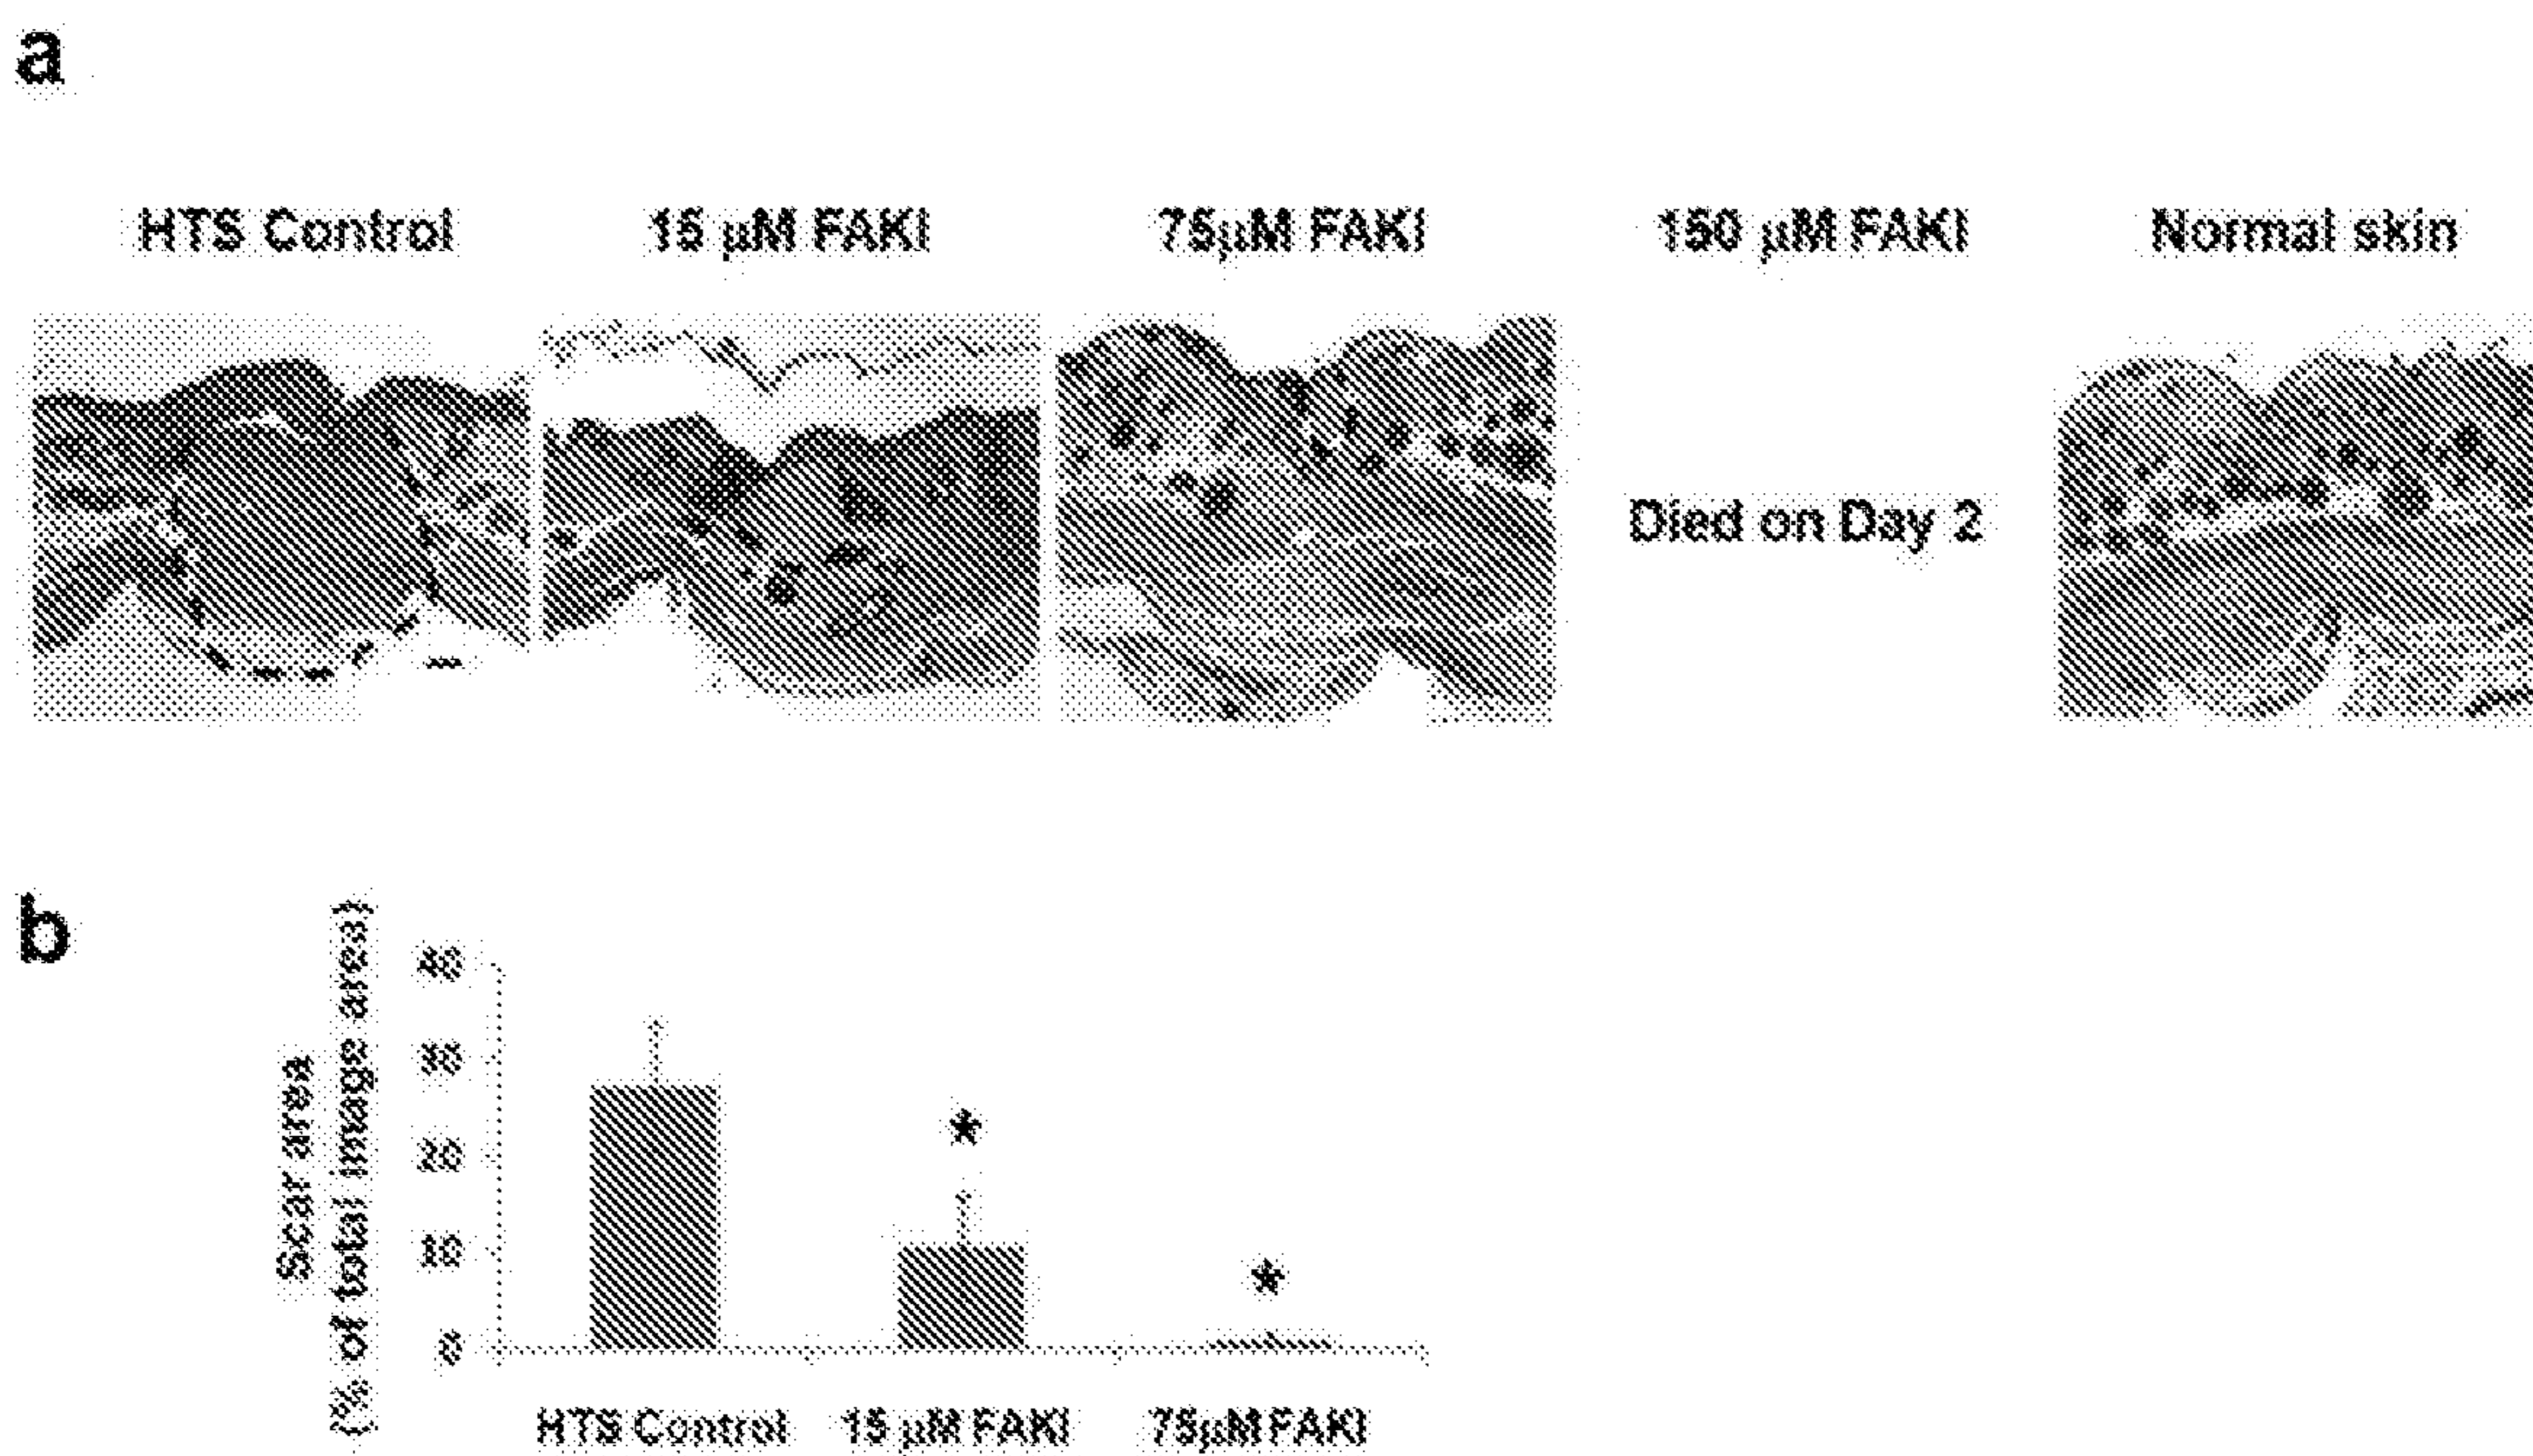 a
HTS Control 15 µM FAKI 75µM FAKI 150 µM FAKI Normal skin
Died on Day 2
b
Scar area
(% of total image area)
40
30
20
10
0
*
*
HTS Control 15 µM FAKI 75µM FAKI